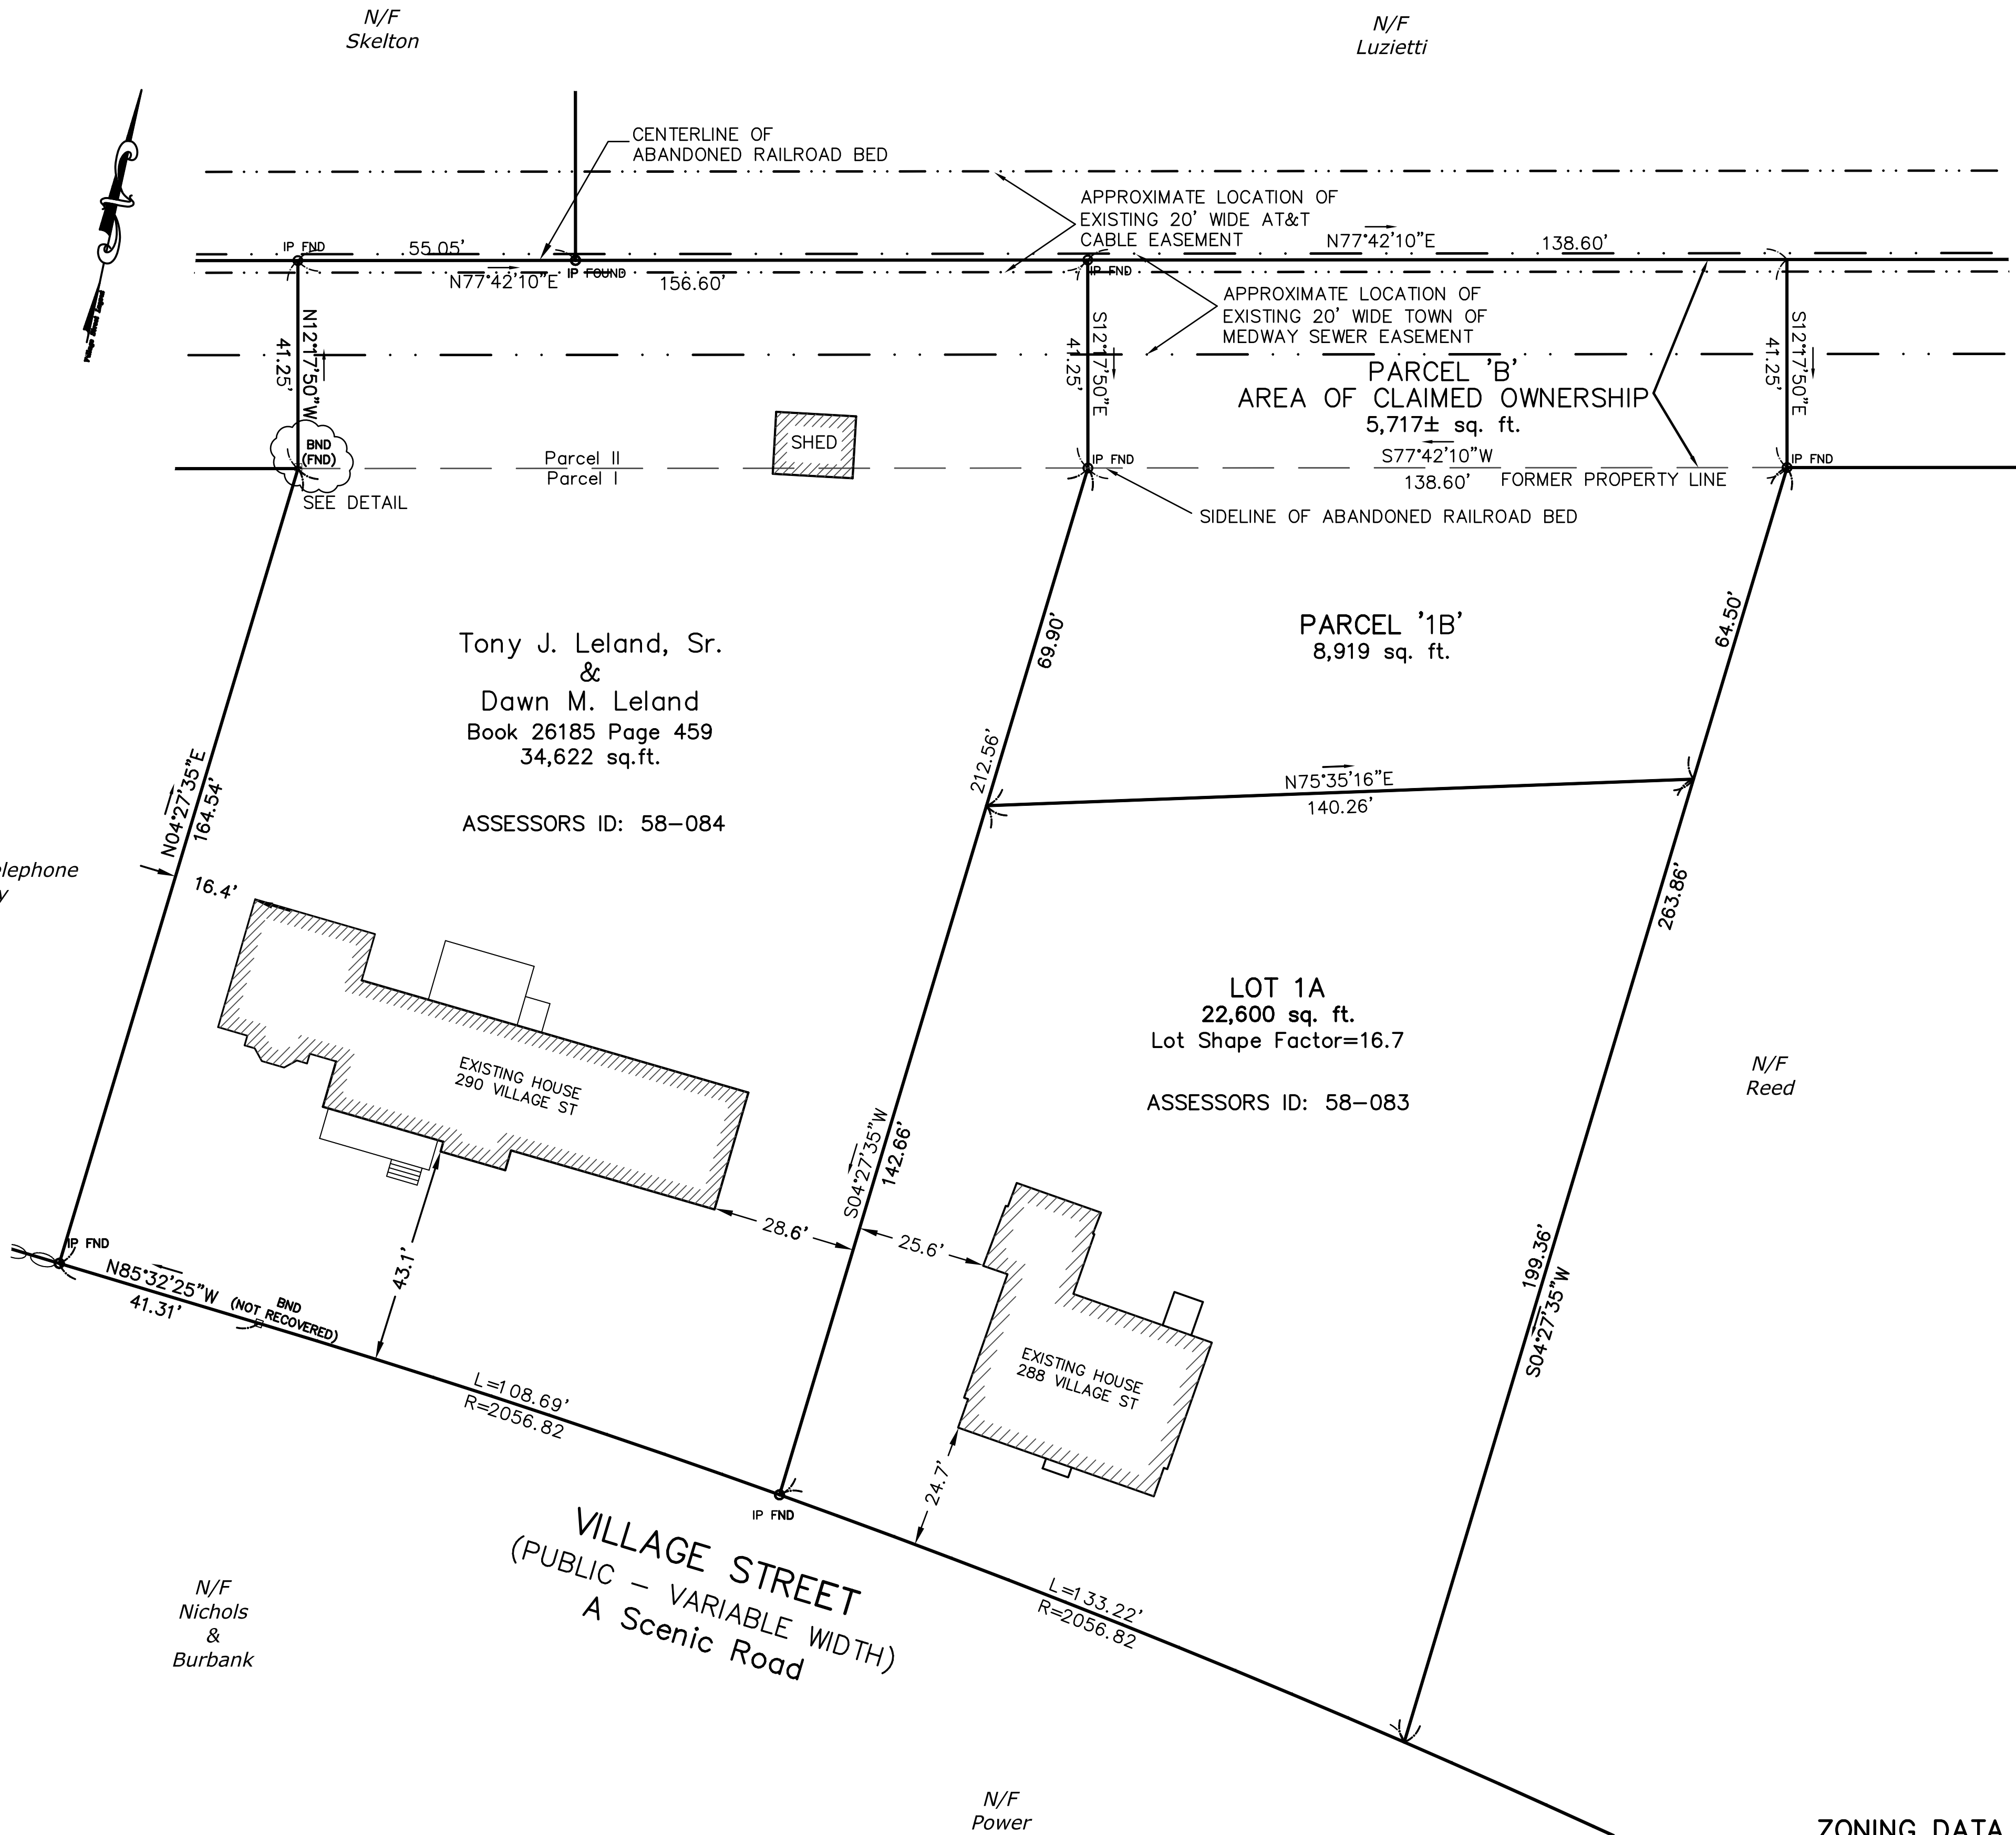 N/F
Skelton
N/F
Luzietti
CENTERLINE OF
ABANDONED RAILROAD BED
APPROXIMATE LOCATION OF
EXISTING 20' WIDE AT&T
CABLE EASEMENT
IP FND
55.05'
N77°42'10"E
IP FOUND
156.60'
IP FND
N77°42'10"E
138.60'
APPROXIMATE LOCATION OF
EXISTING 20' WIDE TOWN OF
MEDWAY SEWER EASEMENT
N12°17'50"W
41.25'
S12°17'50"E
41.25'
S12°17'50"E
41.25'
PARCEL 'B'
AREA OF CLAIMED OWNERSHIP
5,717± sq. ft.
S77°42'10"W
138.60'
FORMER PROPERTY LINE
BND
(FND)
SEE DETAIL
Parcel II
Parcel I
SHED
IP FND
IP FND
SIDELINE OF ABANDONED RAILROAD BED
Tony J. Leland, Sr.
&
Dawn M. Leland
Book 26185 Page 459
34,622 sq.ft.
ASSESSORS ID: 58-084
69.90'
212.56'
PARCEL '1B'
8,919 sq. ft.
64.50'
N75°35'16"E
140.26'
N04°27'35"E
164.54'
16.4'
263.86'
LOT 1A
22,600 sq. ft.
Lot Shape Factor=16.7
ASSESSORS ID: 58-083
N/F
Reed
EXISTING HOUSE
290 VILLAGE ST
S04°27'35"W
142.66'
28.6'
25.6'
43.1'
199.36'
S04°27'35"W
IP FND
N85°32'25"W
41.31'
BND
(NOT RECOVERED)
L=108.69'
R=2056.82
EXISTING HOUSE
288 VILLAGE ST
24.7'
IP FND
VILLAGE STREET
(PUBLIC - VARIABLE WIDTH)
A Scenic Road
L=133.22'
R=2056.82
N/F
Nichols
&
Burbank
N/F
Power
ZONING DATA